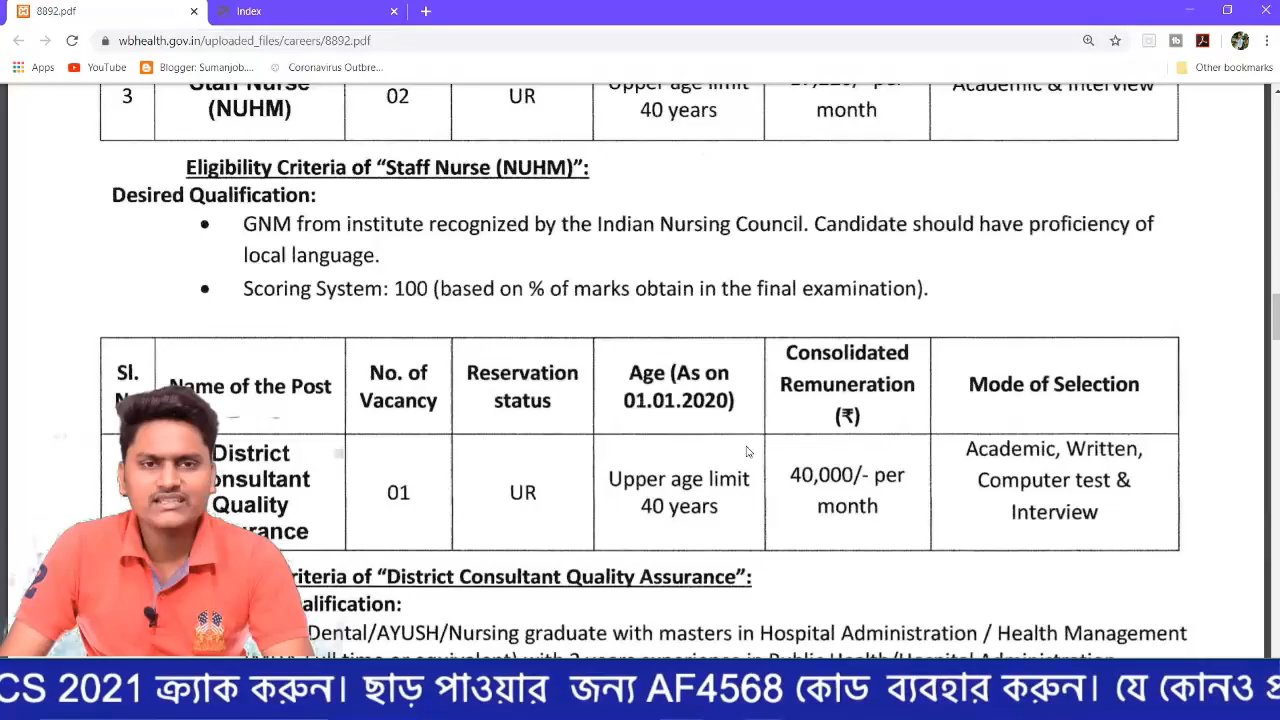 8892.pdf
Index
wbhealth.gov.in/uploaded_files/careers/8892.pdf
Apps YouTube Blogger: Sumanjob.... Coronavirus Outbre... Other bookmarks
3 Staff Nurse (NUHM) 02 UR Upper age limit 40 years per month Academic & Interview
Eligibility Criteria of “Staff Nurse (NUHM)”:
Desired Qualification:
• GNM from institute recognized by the Indian Nursing Council. Candidate should have proficiency of
local language.
• Scoring System: 100 (based on % of marks obtain in the final examination).
Sl. Name of the Post No. of Vacancy Reservation status Age (As on 01.01.2020) Consolidated Remuneration (₹) Mode of Selection
District Quality 01 UR Upper age limit 40 years 40,000/- per month Academic, Written, Computer test & Interview
of “District Consultant Quality Assurance”:
Dental/AYUSH/Nursing graduate with masters in Hospital Administration / Health Management
CS 2021 ক্র্যাক করুন। ছাড় পাওয়ার জন্য AF4568 কোড ব্যবহার করুন। যে কোনও